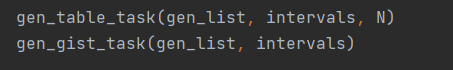 gen_table_task(gen_list, intervals, N)
gen_gist_task(gen_list, intervals)